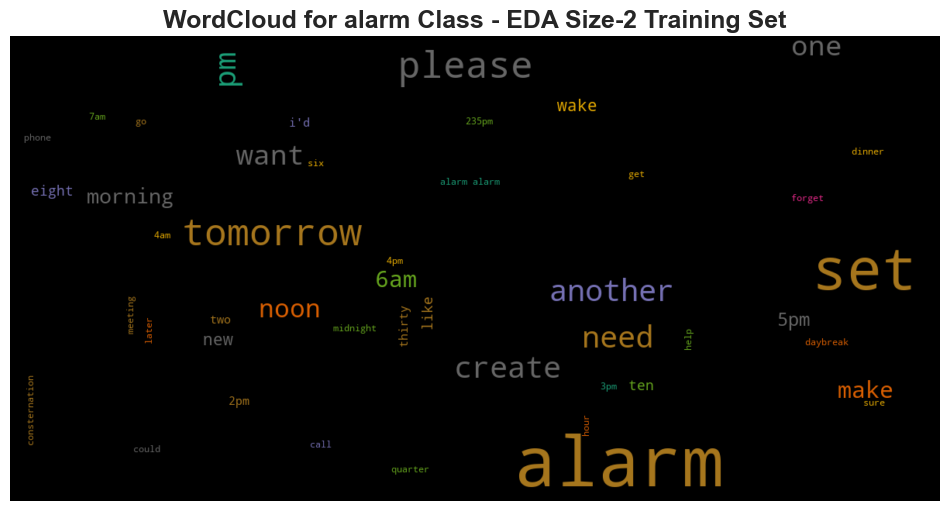 WordCloud for alarm Class - EDA Size-2 Training Set
one
please
pm
wake
7am
go
i'd
235pm
phone
want
six
dinner
alarm alarm
get
eight
morning
forget
tomorrow
4am
4pm
set
6am
another
noon
like
thirty
meeting
later
two
new
midnight
5pm
need
help
daybreak
create
3pm
ten
make
sure
consternation
2pm
hour
could
call
alarm
quarter